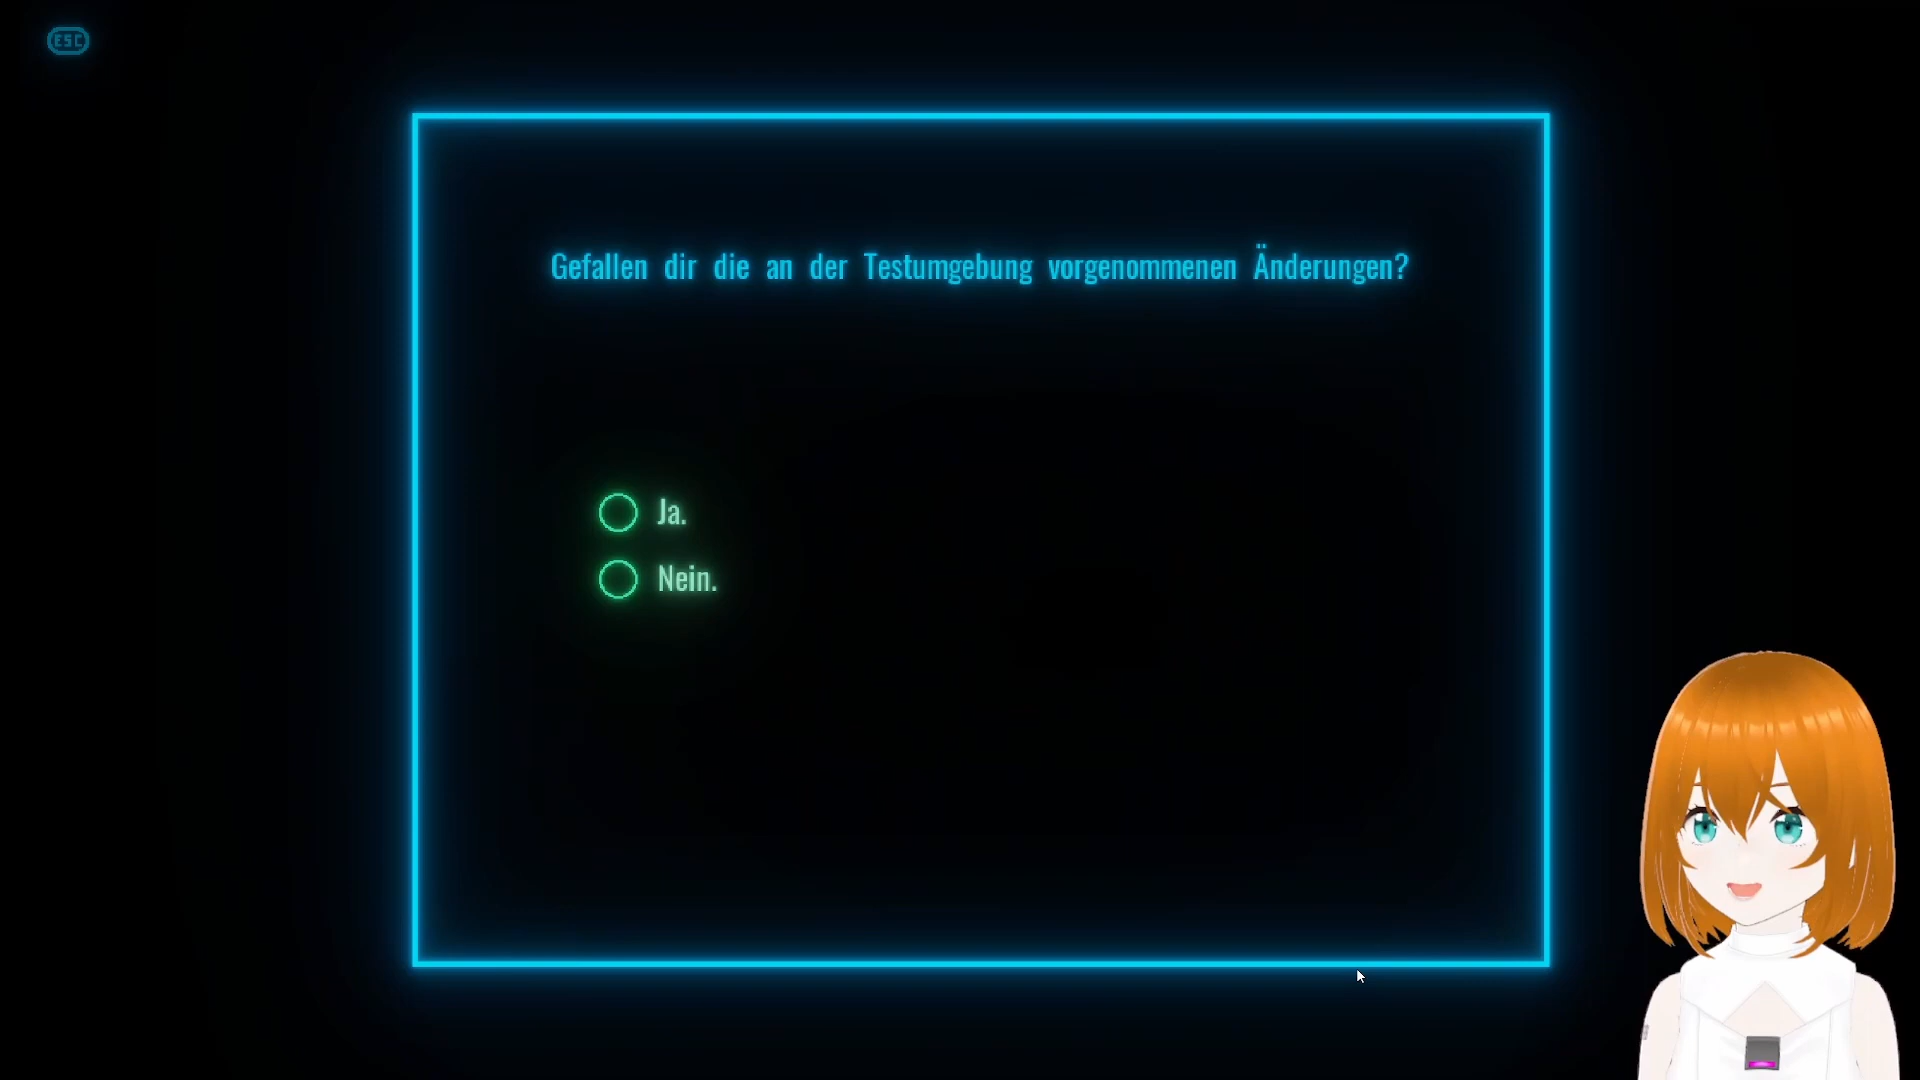 ESC
Gefallen dir die an der Testumgebung vorgenommenen Änderungen?
Ja.
Nein.